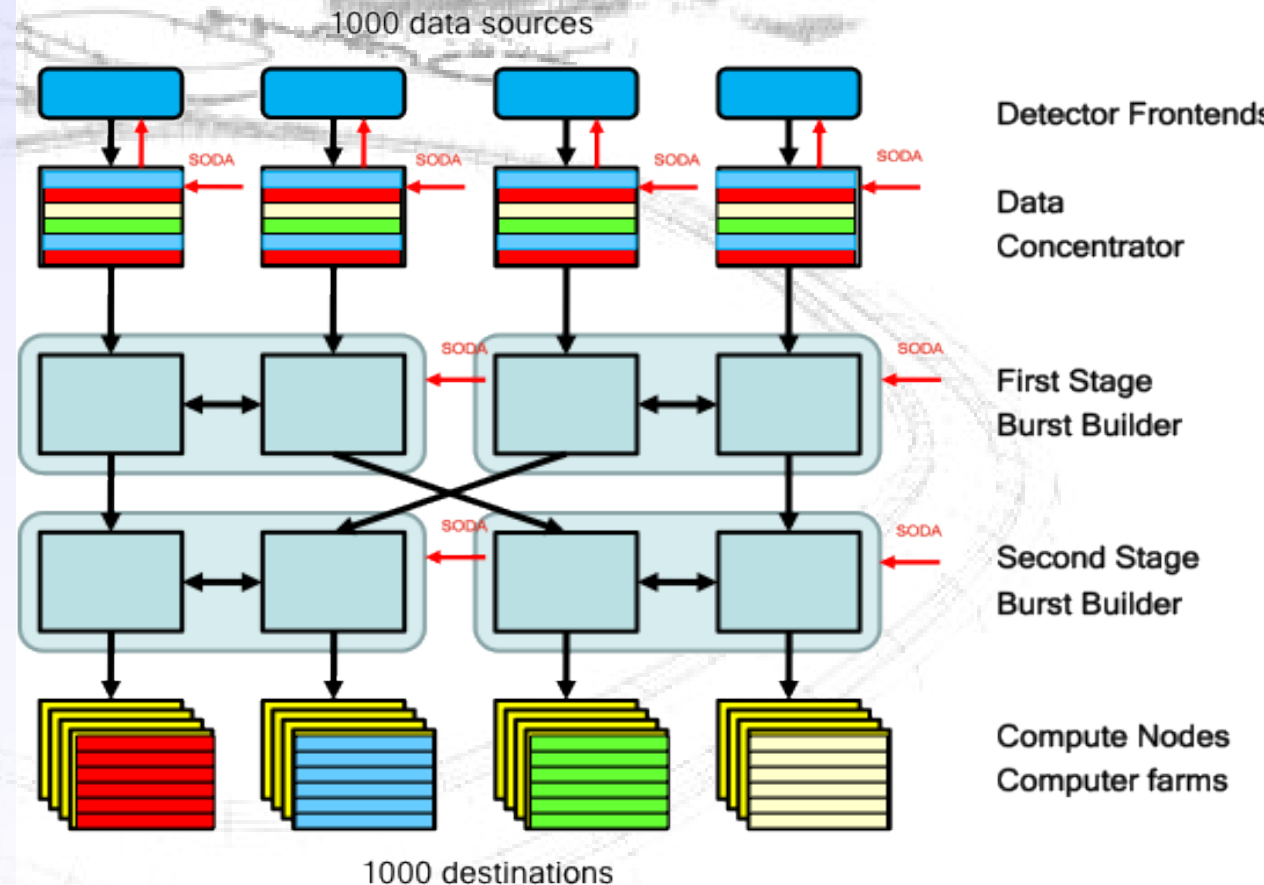 1000 data sources
Detector Frontends
SODA
SODA
SODA
SODA
Data
Concentrator
SODA
SODA
First Stage
Burst Builder
SODA
SODA
Second Stage
Burst Builder
Compute Nodes
Computer farms
1000 destinations